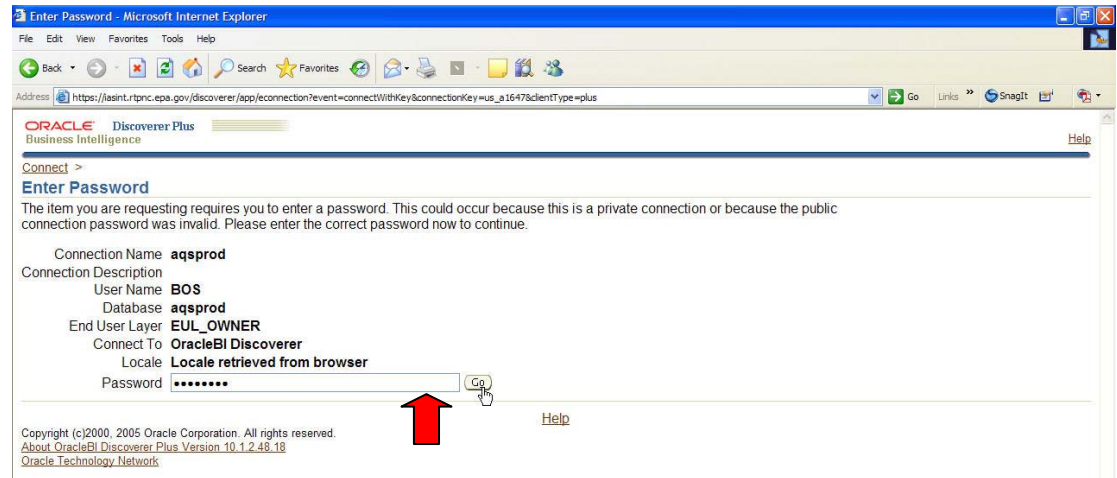 Enter Password - Microsoft Internet Explorer
File Edit View Favorites Tools Help
Back Search Favorites
Address https://iasint.rtpnc.epa.gov/discoverer/app/econnection?event=connectWithKey&connectionKey=us_a1647&clientType=plus Go Links » SnagIt
ORACLE Discoverer Plus
Business Intelligence
Help
Connect >
Enter Password
The item you are requesting requires you to enter a password. This could occur because this is a private connection or because the public
connection password was invalid. Please enter the correct password now to continue.
Connection Name aqsprod
Connection Description
User Name BOS
Database aqsprod
End User Layer EUL_OWNER
Connect To OracleBI Discoverer
Locale Locale retrieved from browser
Password •••••••• Go
Help
Copyright (c)2000, 2005 Oracle Corporation. All rights reserved.
About OracleBI Discoverer Plus Version 10.1.2.48.18
Oracle Technology Network